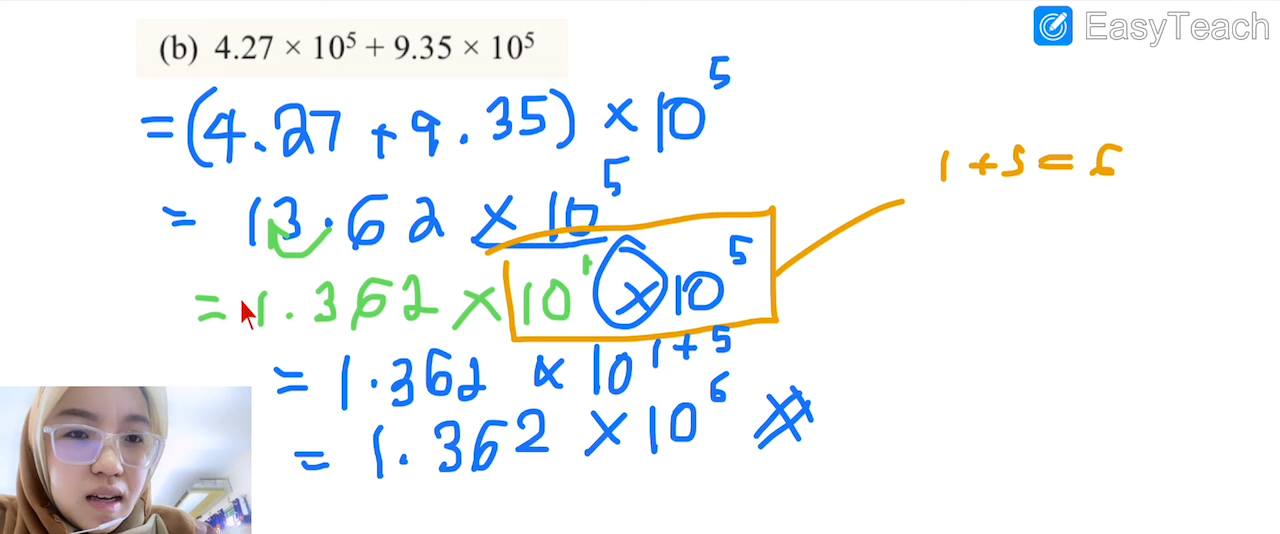 EasyTeach
(b) 4.27 × 10⁵ + 9.35 × 10⁵
= (4.27 + 9.35) × 10⁵
1 + 5 = 6
= 13.62 × 10⁵
= 1.362 × 10¹ × 10⁵
= 1.362 × 10¹⁺⁵
= 1.362 × 10⁶ #